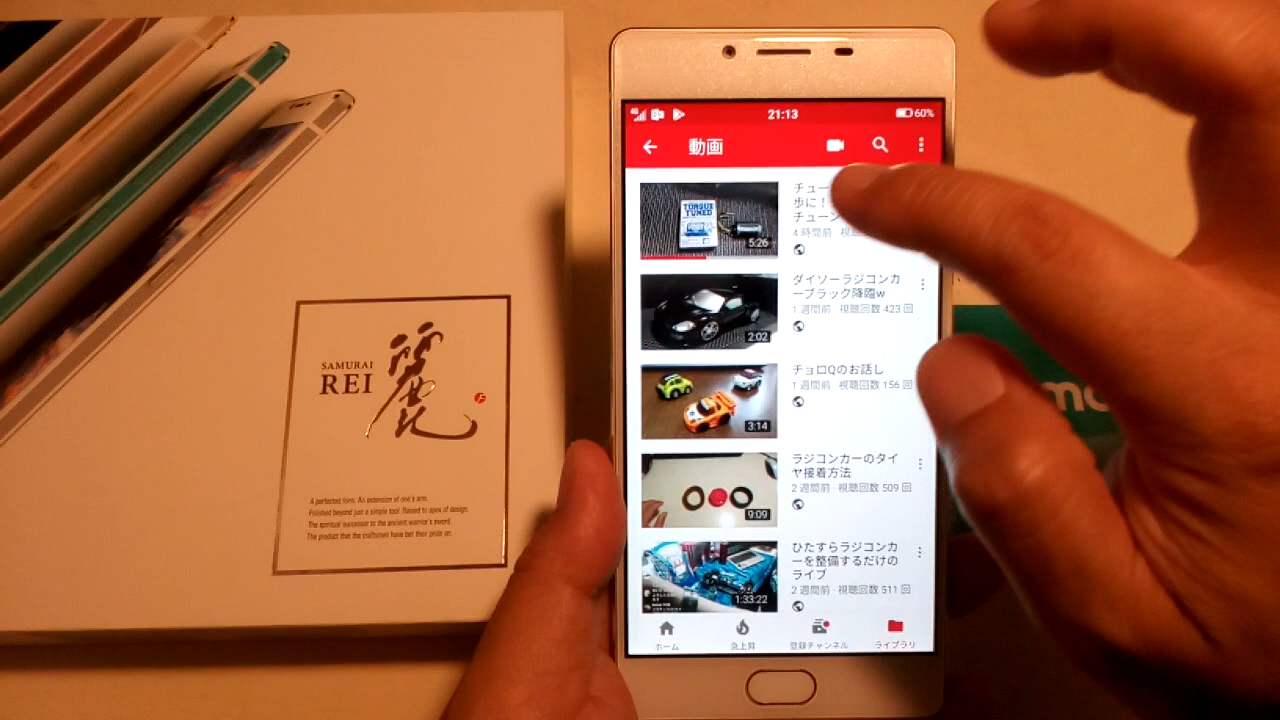 SAMURAI
REI
麗
A perfected form. An extension of one's arm.
Polished beyond just a simple tool. Raised to apex of design.
The spiritual successor to the ancient warrior's sword.
The product that the craftsmen have bet their pride on.
4G
21:13
60%
動画
TORQUE
TUNED
5:26
チュー
歩に!
チューン
4 時間前 · 視聴
2:02
ダイソーラジコンカ
ーブラック降臨w
1 週間前 · 視聴回数 423 回
3:14
チョロQのお話し
1 週間前 · 視聴回数 156 回
9:09
ラジコンカーのタイ
ヤ接着方法
2 週間前 · 視聴回数 509 回
1:33:22
ひたすらラジコンカ
ーを整備するだけの
ライブ
2 週間前 · 視聴回数 511 回
ホーム
急上昇
登録チャンネル
ライブラリ